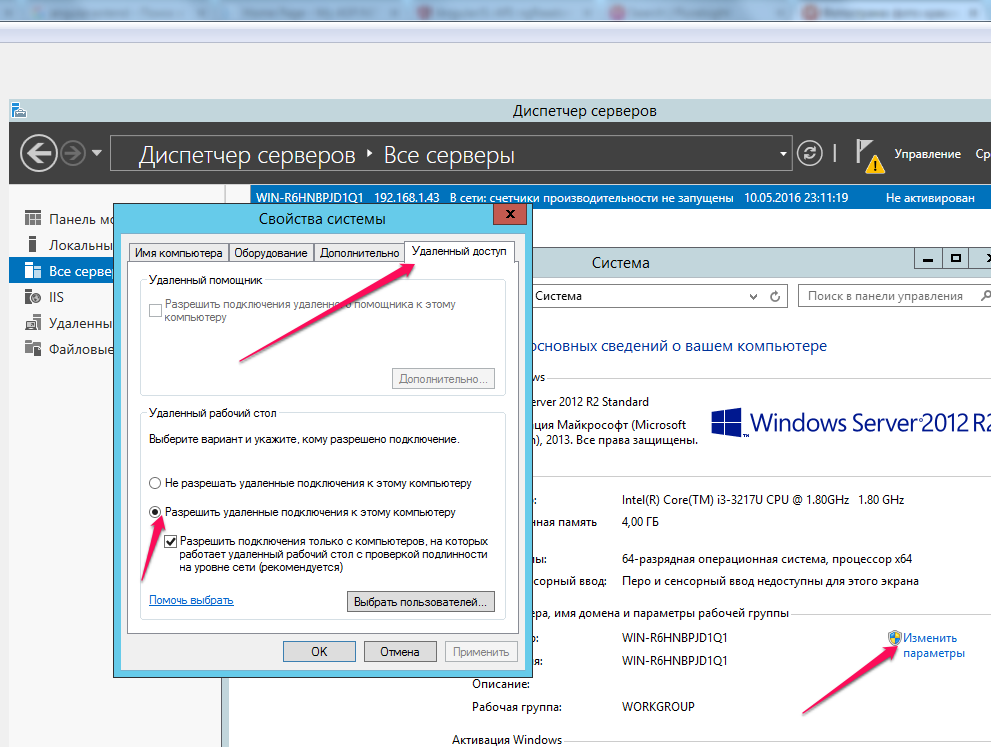 Диспетчер серверов
Диспетчер серверов ‣ Все серверы
Управление
Ср
WIN-R6HNBPJD1Q1 192.168.1.43 В сети: счетчики производительности не запущены 10.05.2016 23:11:19 Не активирован
Панель мо
Локальны
Все серве
IIS
Удаленны
Файловые
Свойства системы
Имя компьютера
Оборудование
Дополнительно
Удаленный доступ
Удаленный помощник
Разрешить подключения удаленного помощника к этому
компьютеру
Дополнительно...
Удаленный рабочий стол
Выберите вариант и укажите, кому разрешено подключение.
Не разрешать удаленные подключения к этому компьютеру
Разрешить удаленные подключения к этому компьютеру
Разрешить подключения только с компьютеров, на которых
работает удаленный рабочий стол с проверкой подлинности
на уровне сети (рекомендуется)
Помочь выбрать
Выбрать пользователей...
OK
Отмена
Применить
Система
Система
Поиск в панели управления
основных сведений о вашем компьютере
ws
erver 2012 R2 Standard
ция Майкрософт (Microsoft
n), 2013. Все права защищены.
Windows Server 2012 R2
р:
Intel(R) Core(TM) i3-3217U CPU @ 1.80GHz 1.80 GHz
нная память
4,00 ГБ
ны:
64-разрядная операционная система, процессор x64
сорный ввод:
Перо и сенсорный ввод недоступны для этого экрана
ера, имя домена и параметры рабочей группы
р:
WIN-R6HNBPJD1Q1
Изменить
параметры
я:
WIN-R6HNBPJD1Q1
Описание:
Рабочая группа:
WORKGROUP
Активация Windows